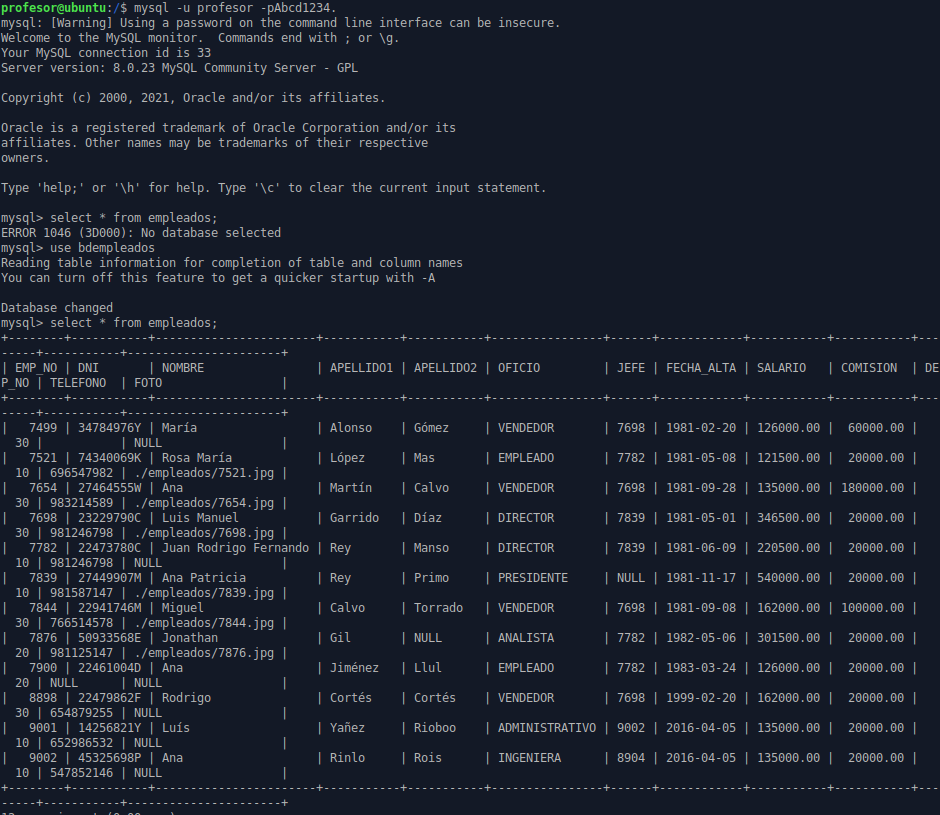 profesor@ubuntu:/$ mysql -u profesor -pAbcd1234.
mysql: [Warning] Using a password on the command line interface can be insecure.
Welcome to the MySQL monitor.  Commands end with ; or \g.
Your MySQL connection id is 33
Server version: 8.0.23 MySQL Community Server - GPL

Copyright (c) 2000, 2021, Oracle and/or its affiliates.

Oracle is a registered trademark of Oracle Corporation and/or its
affiliates. Other names may be trademarks of their respective
owners.

Type 'help;' or '\h' for help. Type '\c' to clear the current input statement.

mysql> select * from empleados;
ERROR 1046 (3D000): No database selected
mysql> use bdempleados
Reading table information for completion of table and column names
You can turn off this feature to get a quicker startup with -A

Database changed
mysql> select * from empleados;
+--------+-----------+-----------------------+-----------+-----------+----------------+------+------------+-----------+-----------+---
-----+-----------+----------------------+
| EMP_NO | DNI       | NOMBRE                | APELLIDO1 | APELLIDO2 | OFICIO         | JEFE | FECHA_ALTA | SALARIO   | COMISION  | DE
P_NO | TELEFONO  | FOTO                 |
+--------+-----------+-----------------------+-----------+-----------+----------------+------+------------+-----------+-----------+---
-----+-----------+----------------------+
|   7499 | 34784976Y | María                 | Alonso    | Gómez     | VENDEDOR       | 7698 | 1981-02-20 | 126000.00 |  60000.00 |
  30 |           | NULL                 |
|   7521 | 74340069K | Rosa María            | López     | Mas       | EMPLEADO       | 7782 | 1981-05-08 | 121500.00 |  20000.00 |
  10 | 696547982 | ./empleados/7521.jpg |
|   7654 | 27464555W | Ana                   | Martín    | Calvo     | VENDEDOR       | 7698 | 1981-09-28 | 135000.00 | 180000.00 |
  30 | 983214589 | ./empleados/7654.jpg |
|   7698 | 23229790C | Luis Manuel           | Garrido   | Díaz      | DIRECTOR       | 7839 | 1981-05-01 | 346500.00 |  20000.00 |
  30 | 981246798 | ./empleados/7698.jpg |
|   7782 | 22473780C | Juan Rodrigo Fernando | Rey       | Manso     | DIRECTOR       | 7839 | 1981-06-09 | 220500.00 |  20000.00 |
  10 | 981246798 | NULL                 |
|   7839 | 27449907M | Ana Patricia          | Rey       | Primo     | PRESIDENTE     | NULL | 1981-11-17 | 540000.00 |  20000.00 |
  10 | 981587147 | ./empleados/7839.jpg |
|   7844 | 22941746M | Miguel                | Calvo     | Torrado   | VENDEDOR       | 7698 | 1981-09-08 | 162000.00 | 100000.00 |
  30 | 766514578 | ./empleados/7844.jpg |
|   7876 | 50933568E | Jonathan              | Gil       | NULL      | ANALISTA       | 7782 | 1982-05-06 | 301500.00 |  20000.00 |
  20 | 981125147 | ./empleados/7876.jpg |
|   7900 | 22461004D | Ana                   | Jiménez   | Llul      | EMPLEADO       | 7782 | 1983-03-24 | 126000.00 |  20000.00 |
  20 | NULL      | NULL                 |
|   8898 | 22479862F | Rodrigo               | Cortés    | Cortés    | VENDEDOR       | 7698 | 1999-02-20 | 162000.00 |  20000.00 |
  30 | 654879255 | NULL                 |
|   9001 | 14256821Y | Luís                  | Yañez     | Rioboo    | ADMINISTRATIVO | 9002 | 2016-04-05 | 135000.00 |  20000.00 |
  10 | 652986532 | NULL                 |
|   9002 | 45325698P | Ana                   | Rinlo     | Rois      | INGENIERA      | 8904 | 2016-04-05 | 135000.00 |  20000.00 |
  10 | 547852146 | NULL                 |
+--------+-----------+-----------------------+-----------+-----------+----------------+------+------------+-----------+-----------+---
-----+-----------+----------------------+